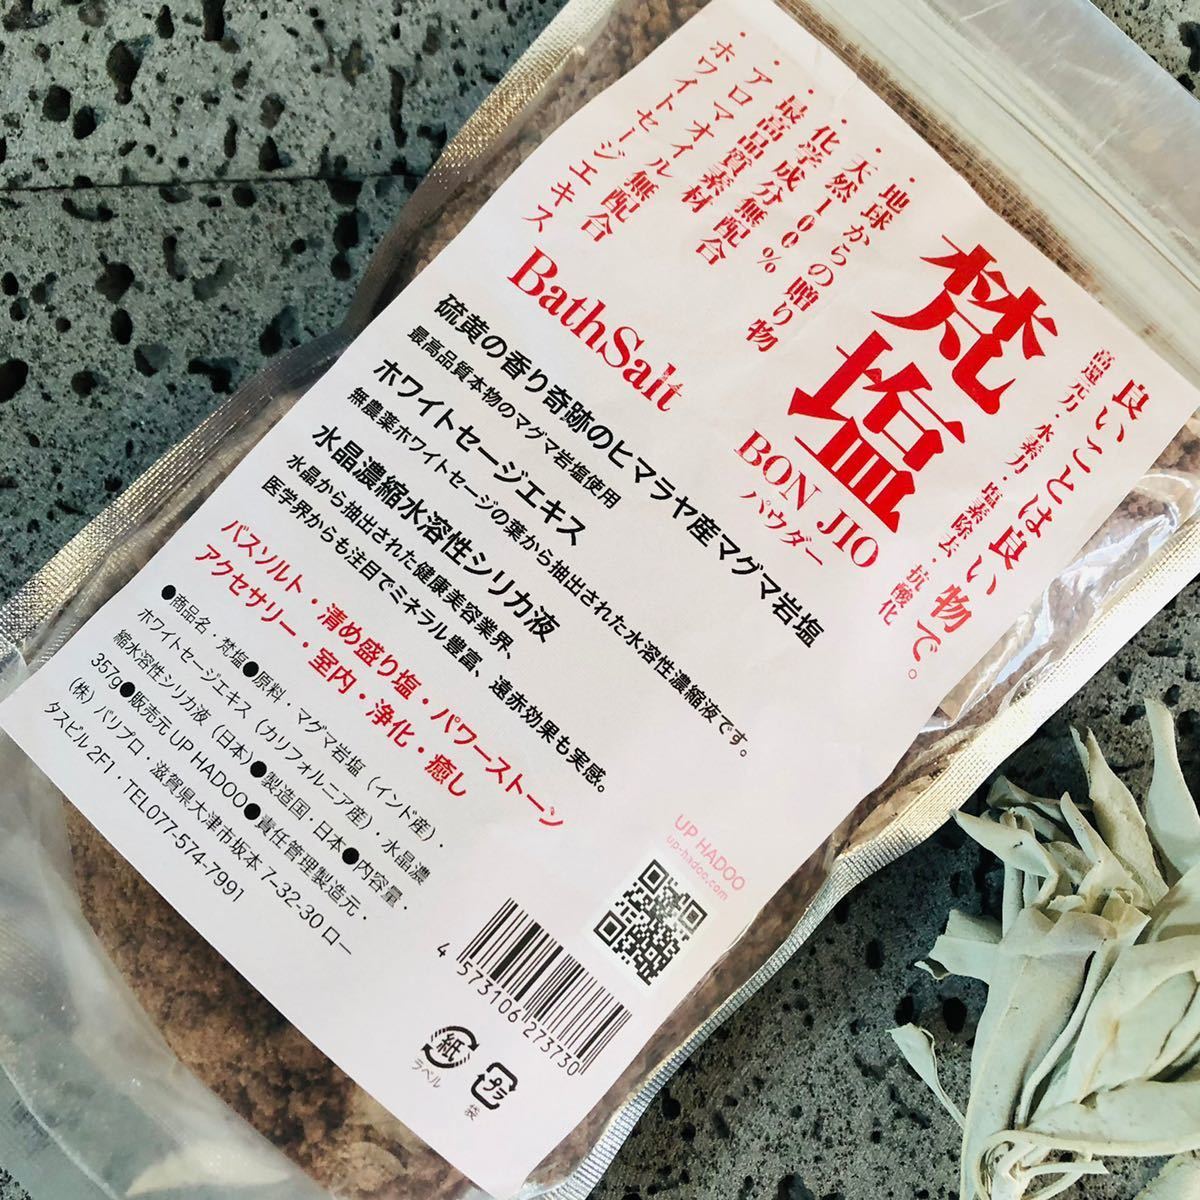 良いことは良い物で。
高還元力・水素力・塩素除去・抗酸化
梵塩
BON JIO
パウダー
・地球からの贈り物
・天然100%
・化学成分無配合
・最高品質素材
・アロマオイル無配合
・ホワイトセージエキス
BathSalt
硫黄の香り奇跡のヒマラヤ産マグマ岩塩
最高品質本物のマグマ岩塩使用
ホワイトセージエキス
無農薬ホワイトセージの葉から抽出された水溶性濃縮液です。
水晶濃縮水溶性シリカ液
水晶から抽出された健康美容業界、
医学界からも注目でミネラル豊富、遠赤効果も実感。
バスソルト・清め盛り塩・パワーストーン
アクセサリー・室内・浄化・癒し
●商品名・梵塩●原料・マグマ岩塩（インド産）・
ホワイトセージエキス（カリフォルニア産）・水晶濃
縮水溶性シリカ液（日本）●製造国・日本●内容量・
357g●販売元UP HADOO●責任管理製造元・
（株）パリプロ・滋賀県大津市坂本7-32-30ロー
タスビル2F1・TEL077-574-7991
UP HADOO
up-hadoo.com
4 573106 273730
紙
ラベル
プラ
袋